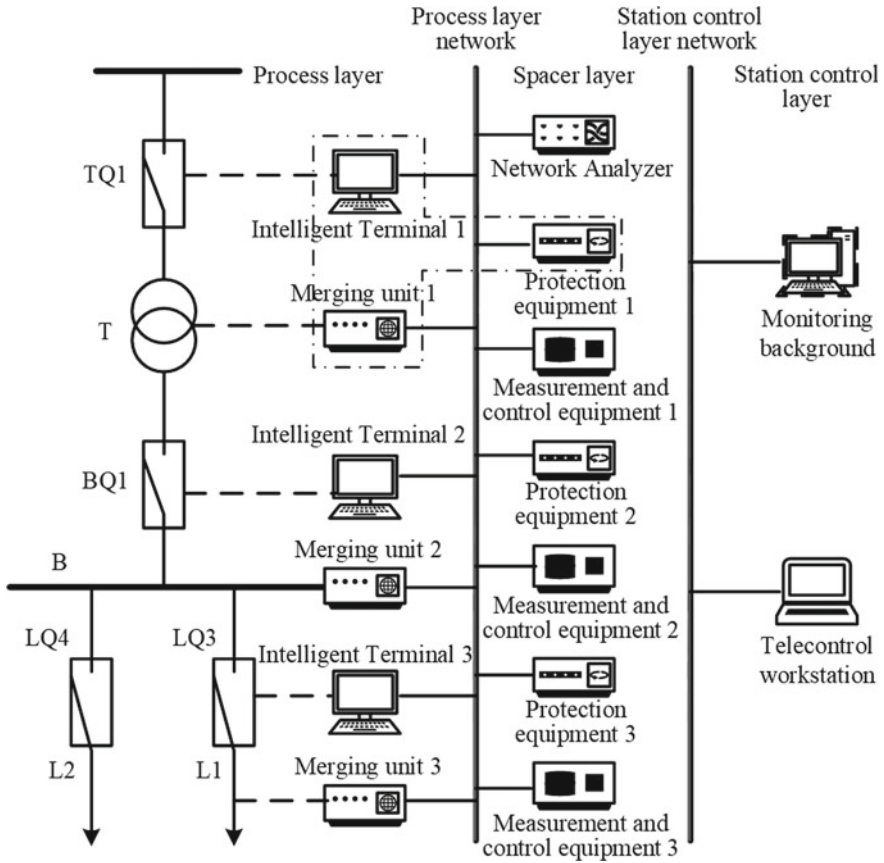 Process layer
network
Station control
layer network
Process layer
Spacer layer
Station control
layer
TQ1
Network Analyzer
Intelligent Terminal 1
Merging unit 1
Protection
equipment 1
T
Monitoring
background
Measurement and
control equipment 1
Intelligent Terminal 2
BQ1
Protection
equipment 2
Merging unit 2
B
Measurement and
control equipment 2
LQ4
LQ3
Intelligent Terminal 3
Telecontrol
workstation
Protection
equipment 3
L2
L1
Merging unit 3
Measurement and
control equipment 3